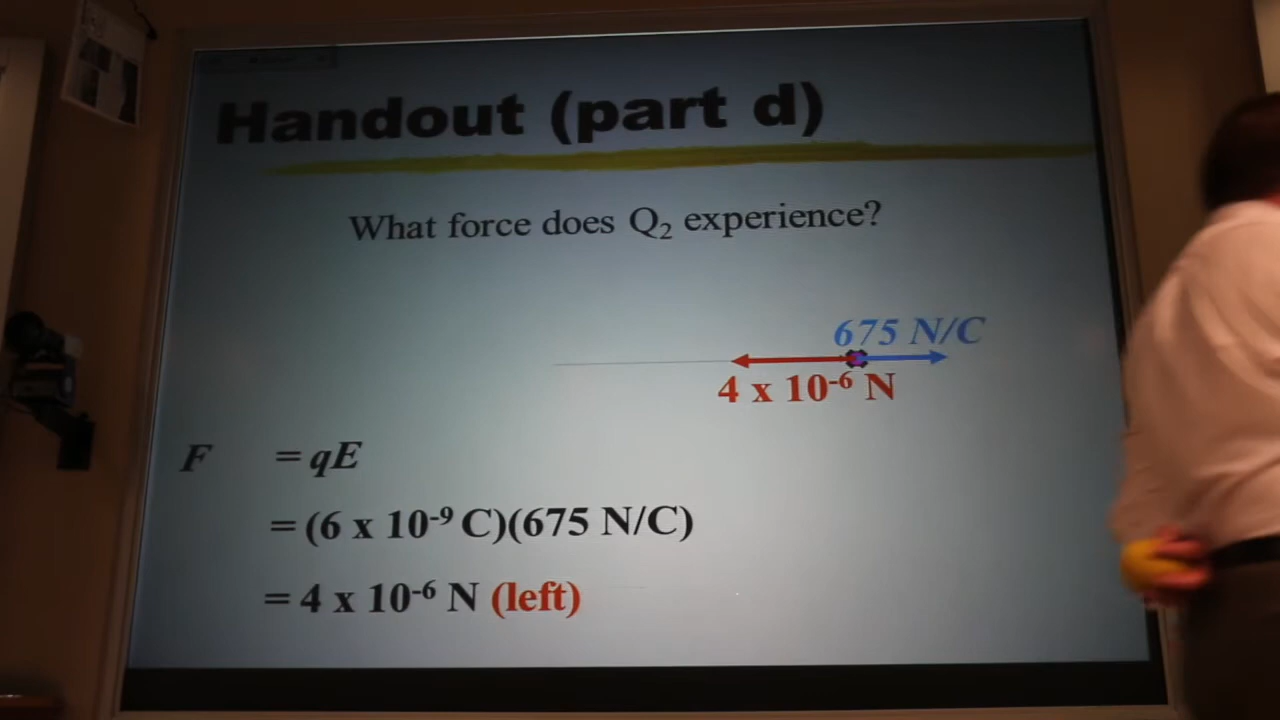 Handout (part d)
What force does Q₂ experience?
675 N/C
4 x 10⁻⁶ N
F = qE
= (6 x 10⁻⁹ C)(675 N/C)
= 4 x 10⁻⁶ N (left)